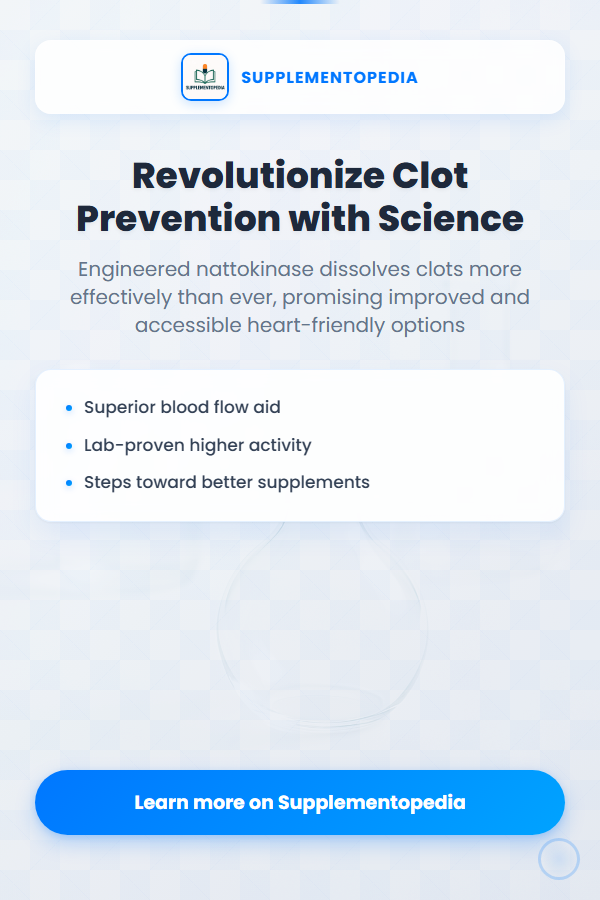 SUPPLEMENTOPEDIA
SUPPLEMENTOPEDIA
Revolutionize Clot
Prevention with Science
Engineered nattokinase dissolves clots more
effectively than ever, promising improved and
accessible heart-friendly options
Superior blood flow aid
Lab-proven higher activity
Steps toward better supplements
Learn more on Supplementopedia